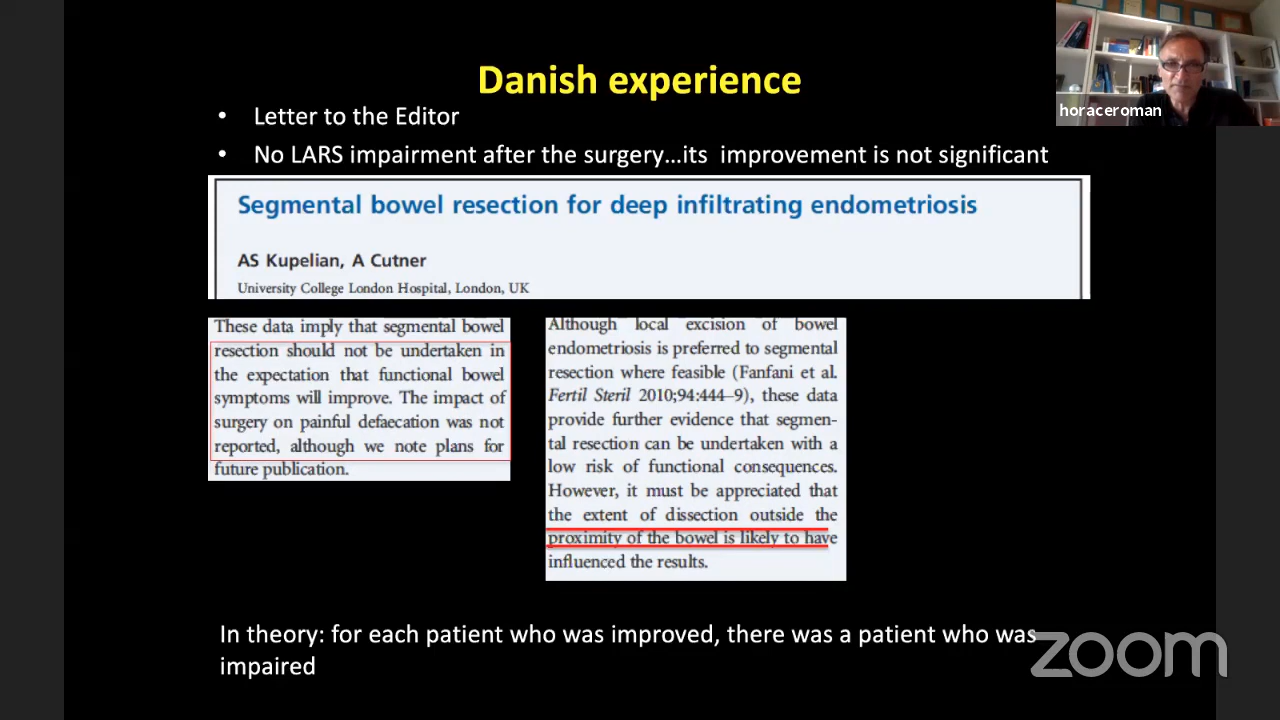 Danish experience
horaceroman
• Letter to the Editor
• No LARS impairment after the surgery...its improvement is not significant
Segmental bowel resection for deep infiltrating endometriosis
AS Kupelian, A Cutner
University College London Hospital, London, UK
These data imply that segmental bowel
resection should not be undertaken in
the expectation that functional bowel
symptoms will improve. The impact of
surgery on painful defaecation was not
reported, although we note plans for
future publication.
Although local excision of bowel
endometriosis is preferred to segmental
resection where feasible (Fanfani et al.
Fertil Steril 2010;94:444–9), these data
provide further evidence that segmen-
tal resection can be undertaken with a
low risk of functional consequences.
However, it must be appreciated that
the extent of dissection outside the
proximity of the bowel is likely to have
influenced the results.
In theory: for each patient who was improved, there was a patient who was
impaired
zoom